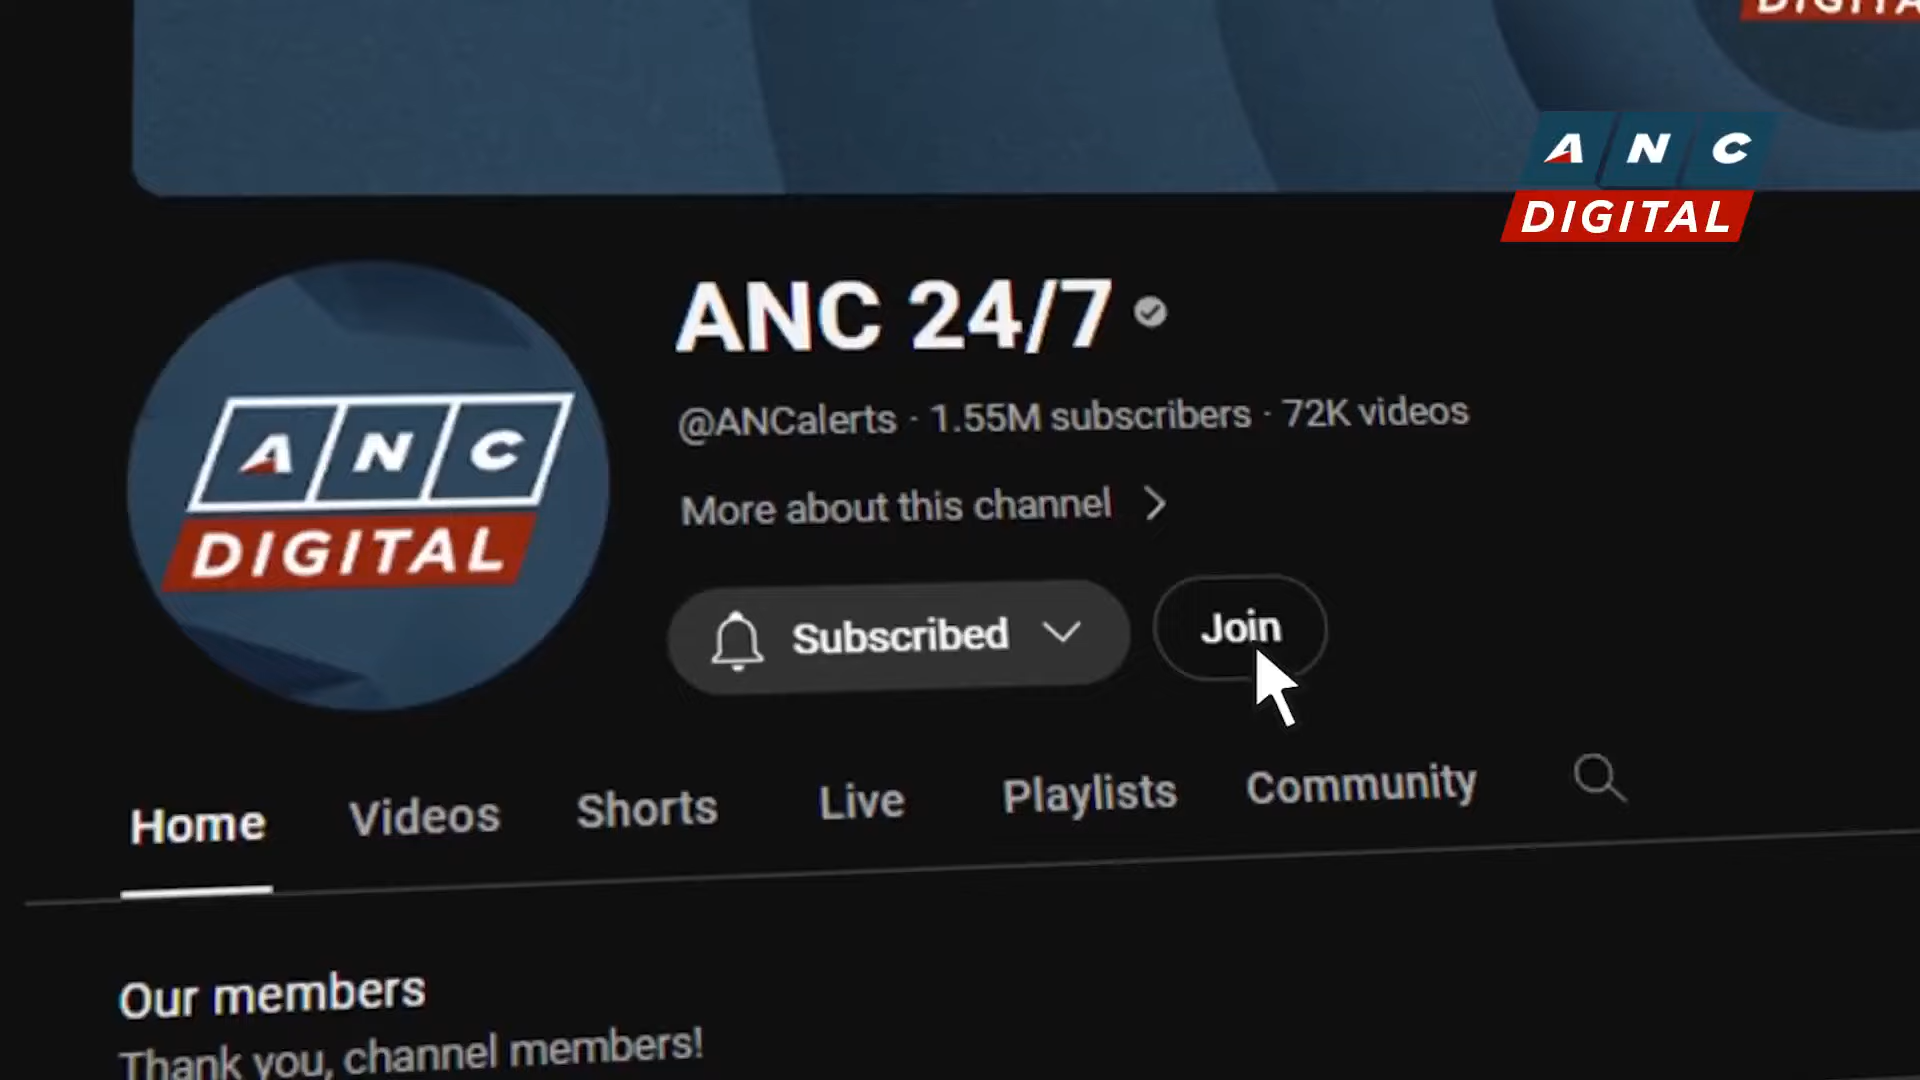 DIGITAL
ANC
DIGITAL
ANC 24/7
@ANCalerts · 1.55M subscribers · 72K videos
More about this channel
ANC
DIGITAL
Subscribed
Join
Home Videos Shorts Live Playlists Community
Our members
Thank you, channel members!